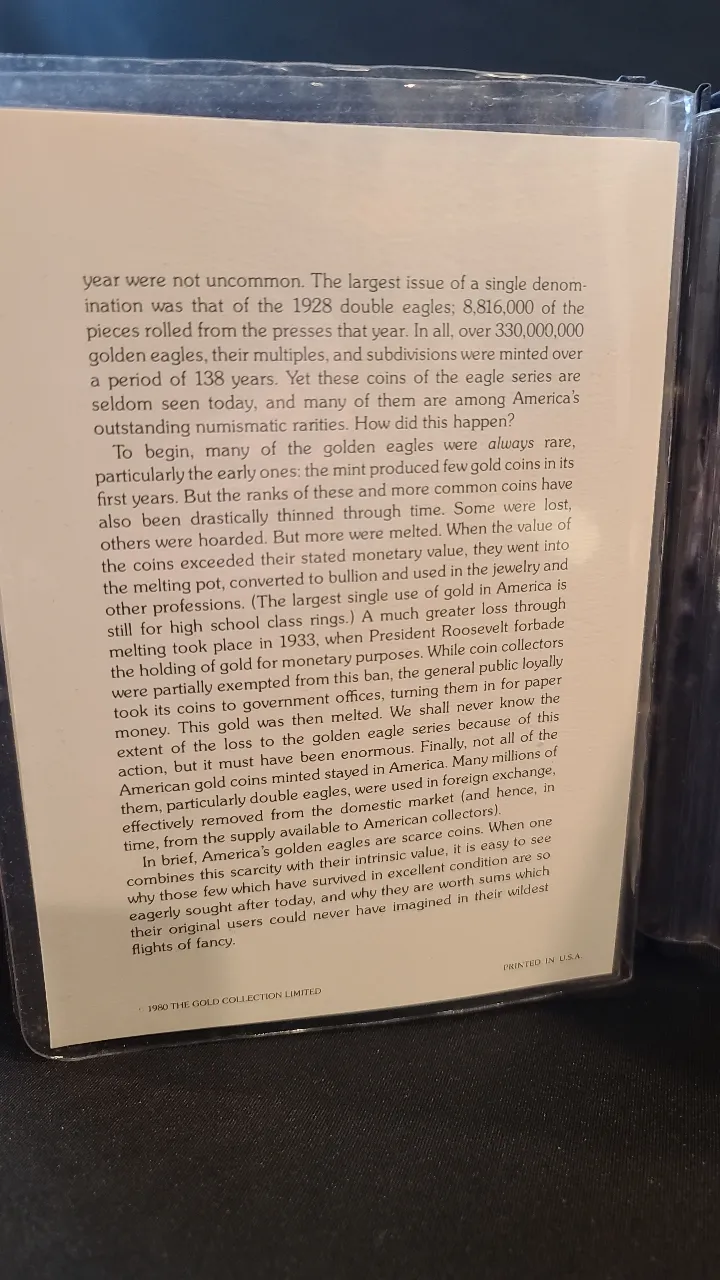 year were not uncommon. The largest issue of a single denom-
ination was that of the 1928 double eagles; 8,816,000 of the
pieces rolled from the presses that year. In all, over 330,000,000
golden eagles, their multiples, and subdivisions were minted over
a period of 138 years. Yet these coins of the eagle series are
seldom seen today, and many of them are among America's
outstanding numismatic rarities. How did this happen?
To begin, many of the golden eagles were always rare,
particularly the early ones: the mint produced few gold coins in its
first years. But the ranks of these and more common coins have
also been drastically thinned through time. Some were lost,
others were hoarded. But more were melted. When the value of
the coins exceeded their stated monetary value, they went into
the melting pot, converted to bullion and used in the jewelry and
other professions. (The largest single use of gold in America is
still for high school class rings.) A much greater loss through
melting took place in 1933, when President Roosevelt forbade
the holding of gold for monetary purposes. While coin collectors
were partially exempted from this ban, the general public loyally
took its coins to government offices, turning them in for paper
money. This gold was then melted. We shall never know the
extent of the loss to the golden eagle series because of this
action, but it must have been enormous. Finally, not all of the
American gold coins minted stayed in America. Many millions of
them, particularly double eagles, were used in foreign exchange,
effectively removed from the domestic market (and hence, in
time, from the supply available to American collectors).
In brief, America's golden eagles are scarce coins. When one
combines this scarcity with their intrinsic value, it is easy to see
why those few which have survived in excellent condition are so
eagerly sought after today, and why they are worth sums which
their original users could never have imagined in their wildest
flights of fancy.
PRINTED IN U.S.A.
1980 THE GOLD COLLECTION LIMITED